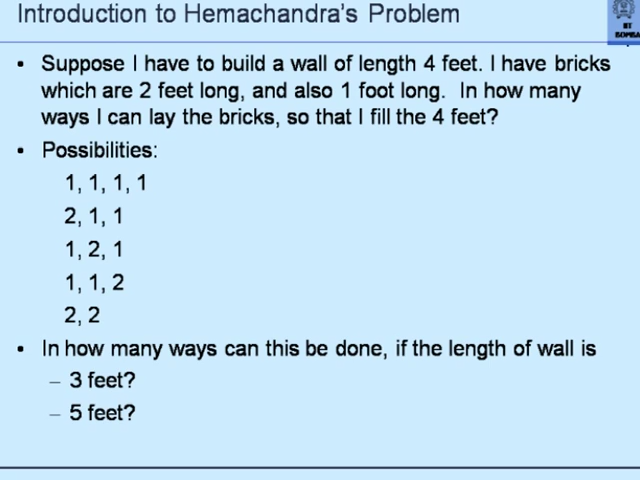 Introduction to Hemachandra's Problem
IIT
BOMBA
• Suppose I have to build a wall of length 4 feet. I have bricks
which are 2 feet long, and also 1 foot long.  In how many
ways I can lay the bricks, so that I fill the 4 feet?
• Possibilities:
1, 1, 1, 1
2, 1, 1
1, 2, 1
1, 1, 2
2, 2
• In how many ways can this be done, if the length of wall is
– 3 feet?
– 5 feet?